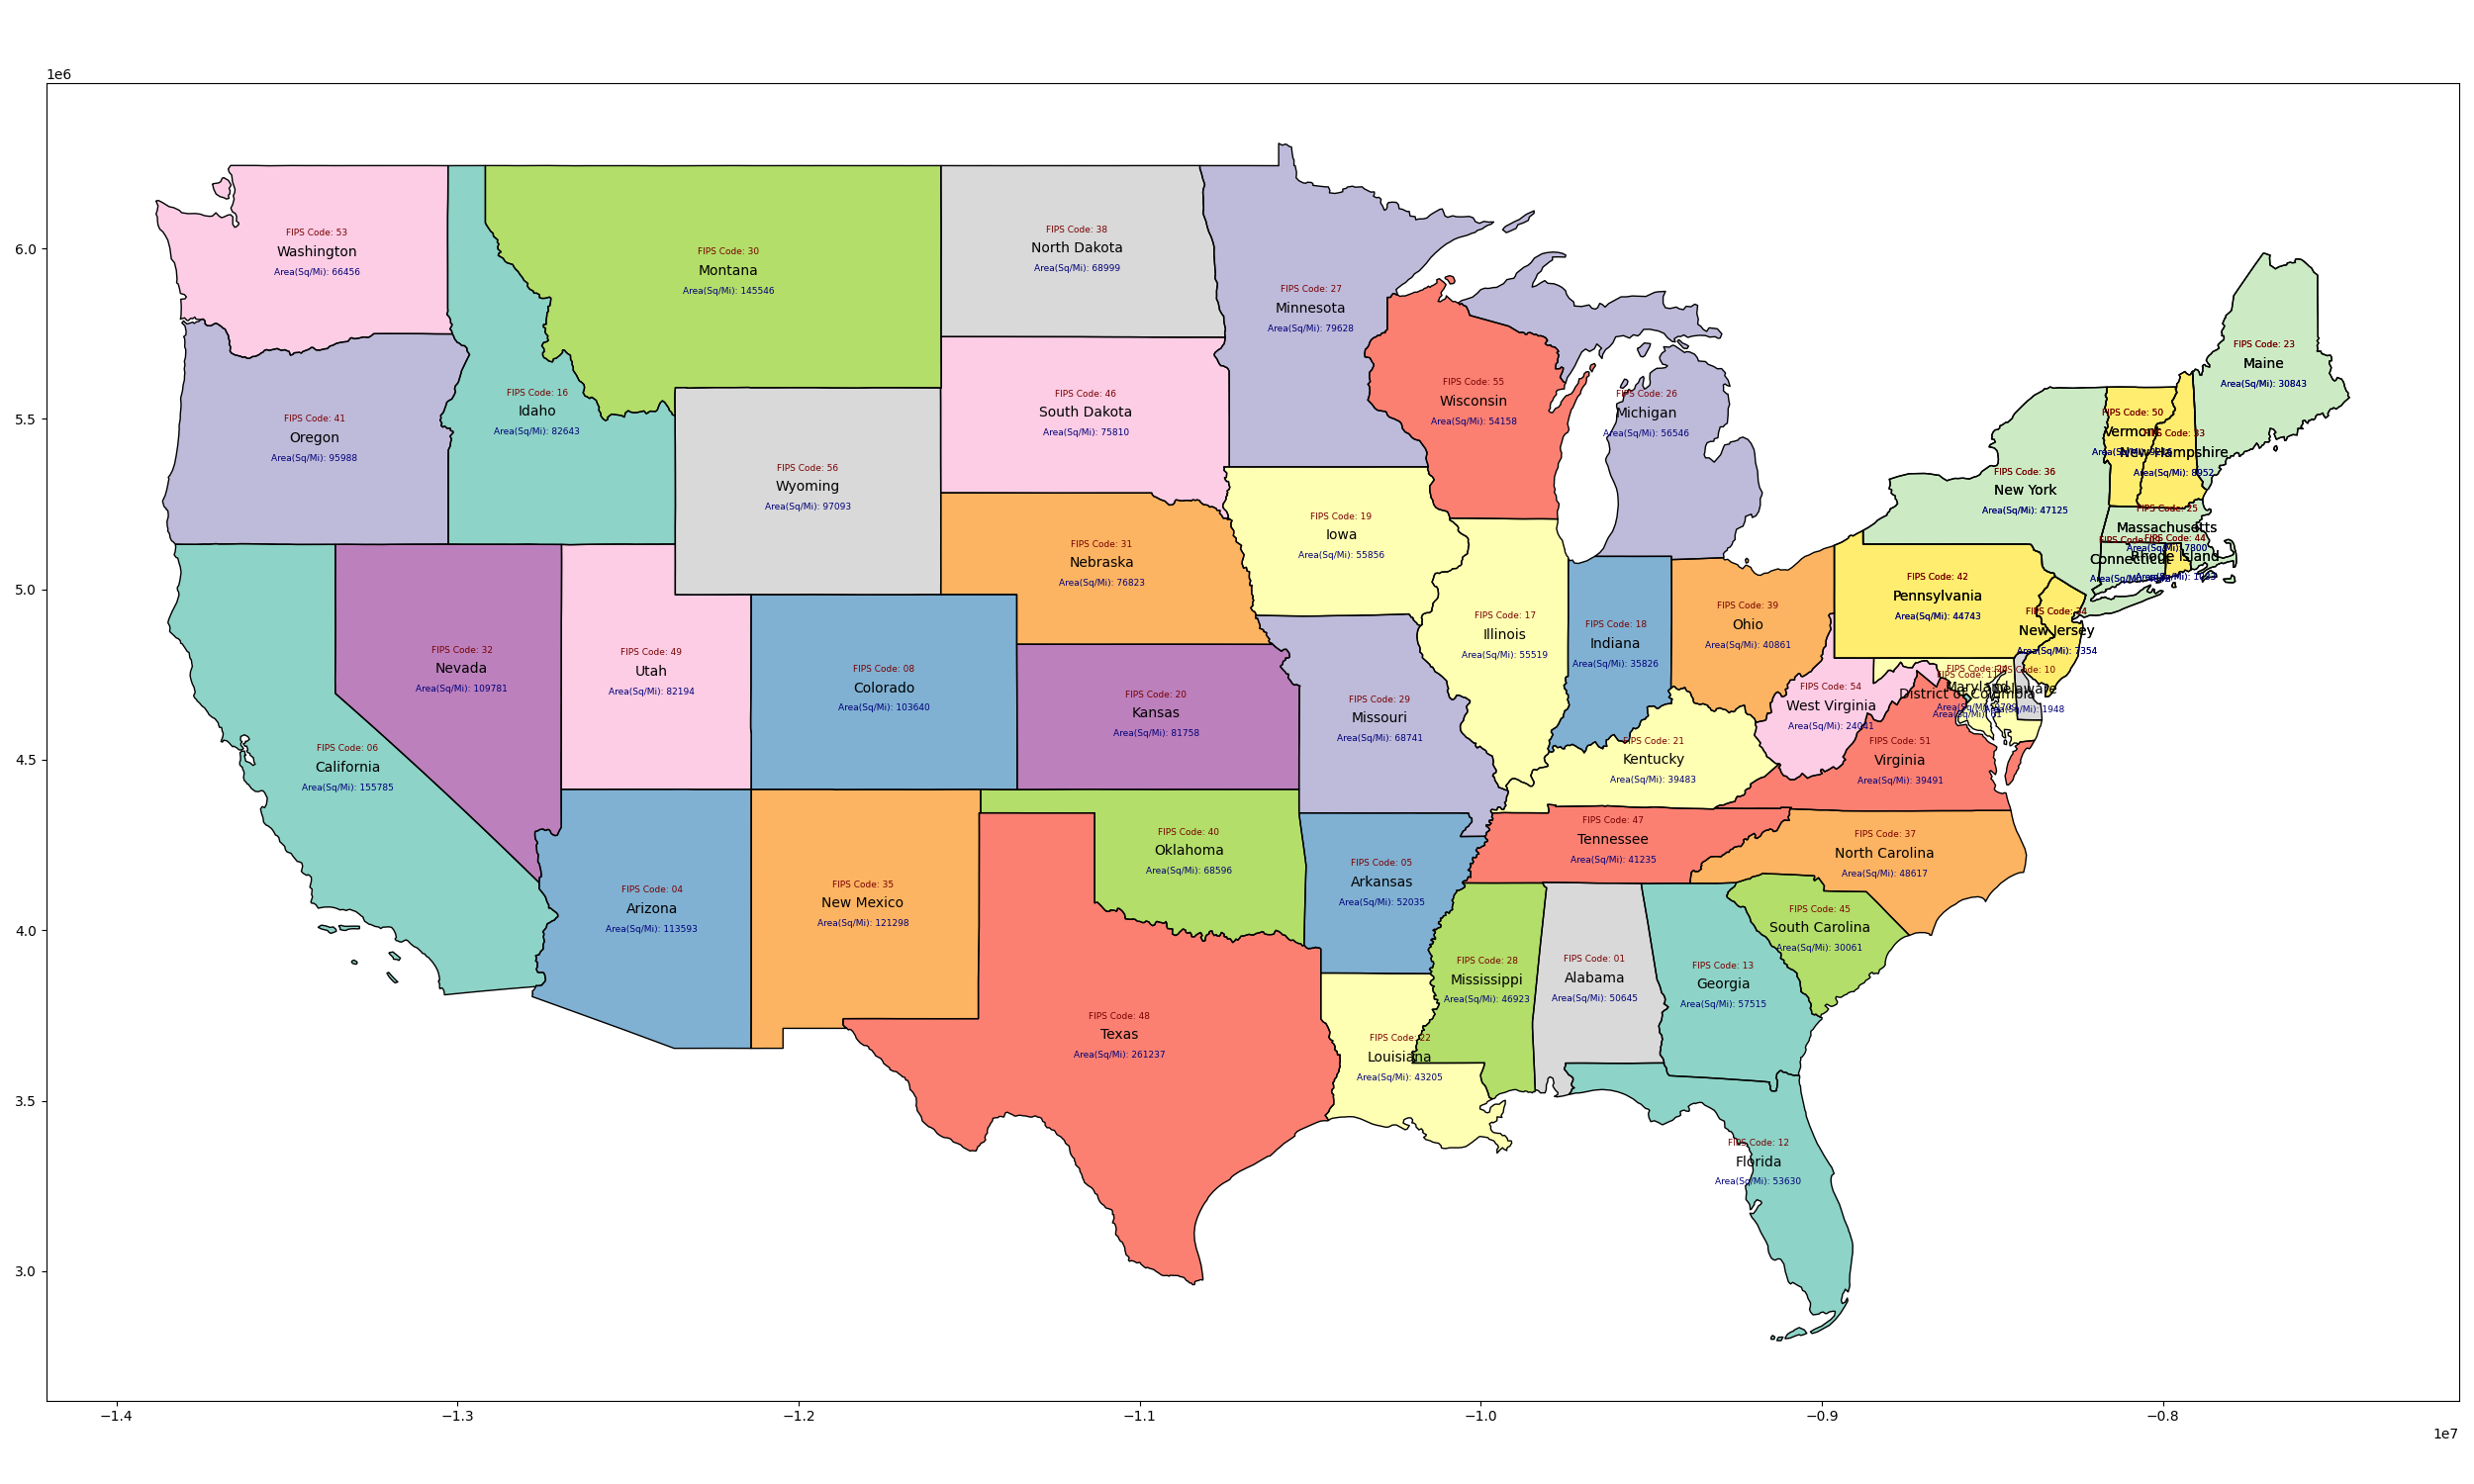 1e6
6.0
5.5
5.0
4.5
4.0
3.5
3.0
FIPS Code: 53
Washington
Area(Sq/Mi): 66456
FIPS Code: 30
Montana
Area(Sq/Mi): 145546
FIPS Code: 38
North Dakota
Area(Sq/Mi): 68999
FIPS Code: 27
Minnesota
Area(Sq/Mi): 79628
FIPS Code: 23
Maine
Area(Sq/Mi): 30843
FIPS Code: 41
Oregon
Area(Sq/Mi): 95988
FIPS Code: 16
Idaho
Area(Sq/Mi): 82643
FIPS Code: 46
South Dakota
Area(Sq/Mi): 75810
FIPS Code: 55
Wisconsin
Area(Sq/Mi): 54158
FIPS Code: 26
Michigan
Area(Sq/Mi): 56546
FIPS Code: 50
Vermont
Area(Sq/Mi):
FIPS Code: 33
New Hampshire
Area(Sq/Mi): 8952
FIPS Code: 56
Wyoming
Area(Sq/Mi): 97093
FIPS Code: 36
New York
Area(Sq/Mi): 47125
FIPS Code: 19
Iowa
Area(Sq/Mi): 55856
FIPS Code: 25
Massachusetts
Area(Sq/Mi): 7800
FIPS Code: 44
Rhode Island
Area(Sq/Mi):
FIPS Code:
Connecticut
Area(Sq/Mi):
FIPS Code: 31
Nebraska
Area(Sq/Mi): 76823
FIPS Code: 42
Pennsylvania
Area(Sq/Mi): 44743
FIPS Code: 34
New Jersey
Area(Sq/Mi): 7354
FIPS Code: 32
Nevada
Area(Sq/Mi): 109781
FIPS Code: 49
Utah
Area(Sq/Mi): 82194
FIPS Code: 08
Colorado
Area(Sq/Mi): 103640
FIPS Code: 20
Kansas
Area(Sq/Mi): 81758
FIPS Code: 29
Missouri
Area(Sq/Mi): 68741
FIPS Code: 17
Illinois
Area(Sq/Mi): 55519
FIPS Code: 18
Indiana
Area(Sq/Mi): 35826
FIPS Code: 39
Ohio
Area(Sq/Mi): 40861
FIPS Code: 54
West Virginia
Area(Sq/Mi): 24041
FIPS Code:
Maryland
Area(Sq/Mi):
FIPS Code: 10
Delaware
Area(Sq/Mi): 1948
FIPS Code: 11
District of Columbia
Area(Sq/Mi): 61
FIPS Code: 06
California
Area(Sq/Mi): 155785
FIPS Code: 21
Kentucky
Area(Sq/Mi): 39483
FIPS Code: 51
Virginia
Area(Sq/Mi): 39491
FIPS Code: 40
Oklahoma
Area(Sq/Mi): 68596
FIPS Code: 47
Tennessee
Area(Sq/Mi): 41235
FIPS Code: 37
North Carolina
Area(Sq/Mi): 48617
FIPS Code: 04
Arizona
Area(Sq/Mi): 113593
FIPS Code: 35
New Mexico
Area(Sq/Mi): 121298
FIPS Code: 05
Arkansas
Area(Sq/Mi): 52035
FIPS Code: 45
South Carolina
Area(Sq/Mi): 30061
FIPS Code: 28
Mississippi
Area(Sq/Mi): 46923
FIPS Code: 01
Alabama
Area(Sq/Mi): 50645
FIPS Code: 13
Georgia
Area(Sq/Mi): 57515
FIPS Code: 48
Texas
Area(Sq/Mi): 261237
FIPS Code: 22
Louisiana
Area(Sq/Mi): 43205
FIPS Code: 12
Florida
Area(Sq/Mi): 53630
−1.4
−1.3
−1.2
−1.1
−1.0
−0.9
−0.8
1e7